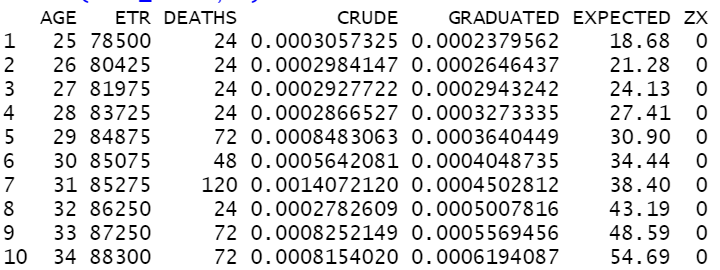 AGE ETR DEATHS CRUDE GRADUATED EXPECTED ZX
1 25 78500 24 0.0003057325 0.0002379562 18.68 0
2 26 80425 24 0.0002984147 0.0002646437 21.28 0
3 27 81975 24 0.0002927722 0.0002943242 24.13 0
4 28 83725 24 0.0002866527 0.0003273335 27.41 0
5 29 84875 72 0.0008483063 0.0003640449 30.90 0
6 30 85075 48 0.0005642081 0.0004048735 34.44 0
7 31 85275 120 0.0014072120 0.0004502812 38.40 0
8 32 86250 24 0.0002782609 0.0005007816 43.19 0
9 33 87250 72 0.0008252149 0.0005569456 48.59 0
10 34 88300 72 0.0008154020 0.0006194087 54.69 0